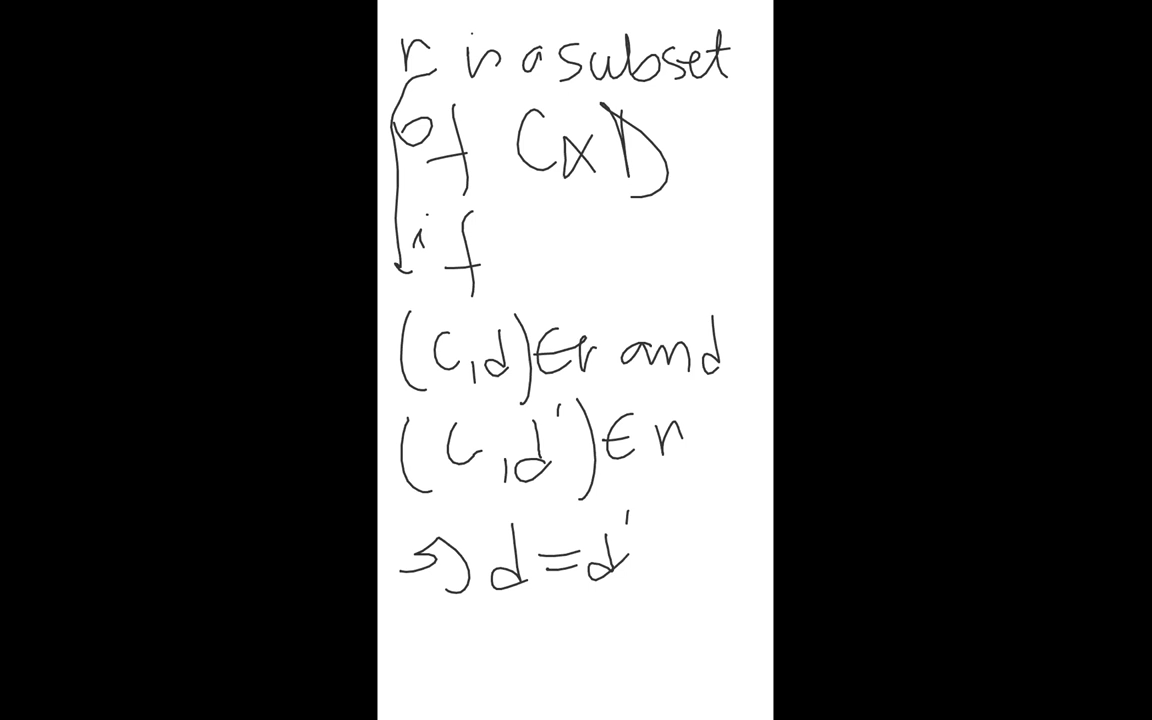 r is a subset
of C×D
if
(c,d)∈r and
(c,d')∈r
⇒ d=d'